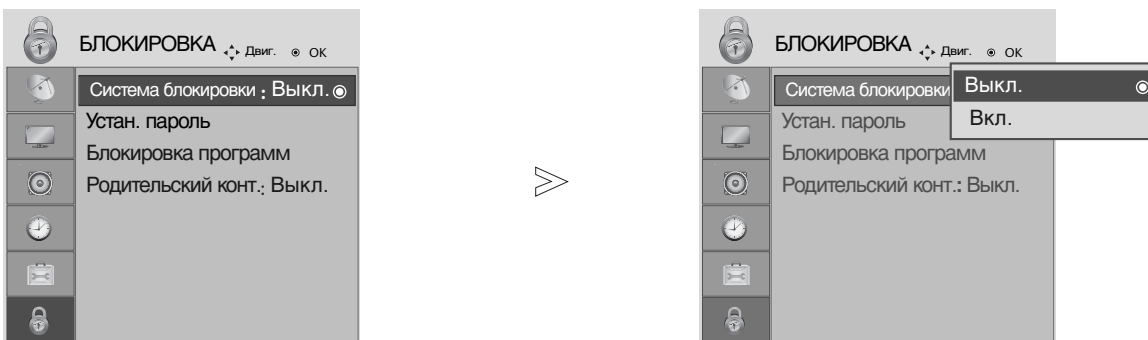 БЛОКИРОВКА Двиг. OK
Система блокировки : Выкл.
Устан. пароль
Блокировка программ
Родительский конт.: Выкл.
БЛОКИРОВКА Двиг. OK
Система блокировки
Устан. пароль
Блокировка программ
Родительский конт.: Выкл.
Выкл.
Вкл.